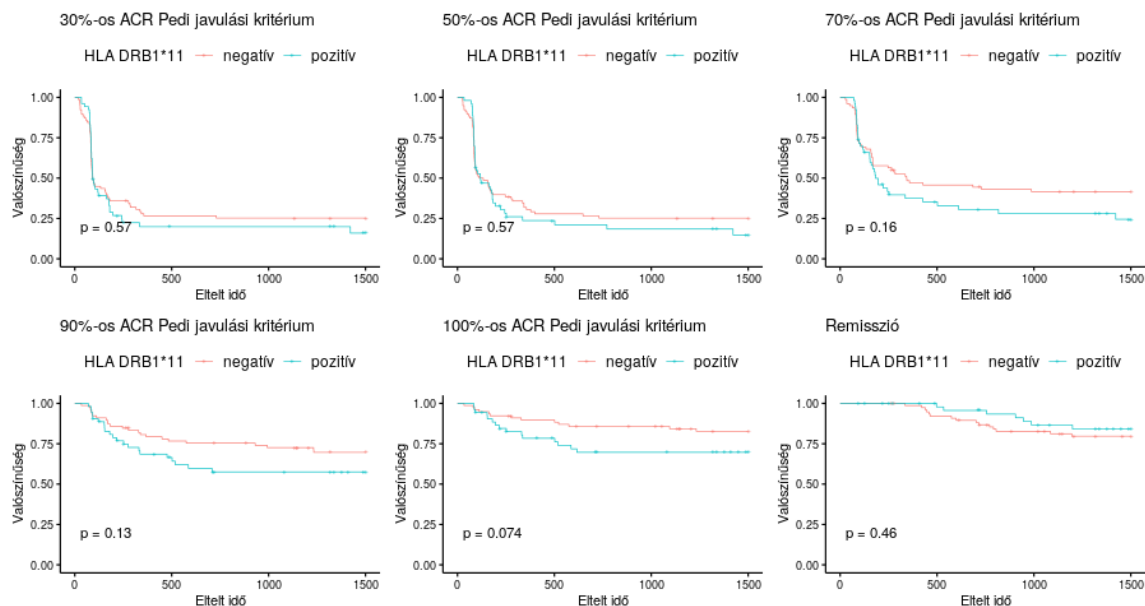 30%-os ACR Pedi javulási kritérium
HLA DRB1*11 negatív pozitív
1.00
0.75
0.50
0.25
0.00
Valószínűség
p = 0.57
0 500 1000 1500
Eltelt idő
50%-os ACR Pedi javulási kritérium
HLA DRB1*11 negatív pozitív
1.00
0.75
0.50
0.25
0.00
Valószínűség
p = 0.57
0 500 1000 1500
Eltelt idő
70%-os ACR Pedi javulási kritérium
HLA DRB1*11 negatív pozitív
1.00
0.75
0.50
0.25
0.00
Valószínűség
p = 0.16
0 500 1000 1500
Eltelt idő
90%-os ACR Pedi javulási kritérium
HLA DRB1*11 negatív pozitív
1.00
0.75
0.50
0.25
0.00
Valószínűség
p = 0.13
0 500 1000 1500
Eltelt idő
100%-os ACR Pedi javulási kritérium
HLA DRB1*11 negatív pozitív
1.00
0.75
0.50
0.25
0.00
Valószínűség
p = 0.074
0 500 1000 1500
Eltelt idő
Remisszió
HLA DRB1*11 negatív pozitív
1.00
0.75
0.50
0.25
0.00
Valószínűség
p = 0.46
0 500 1000 1500
Eltelt idő